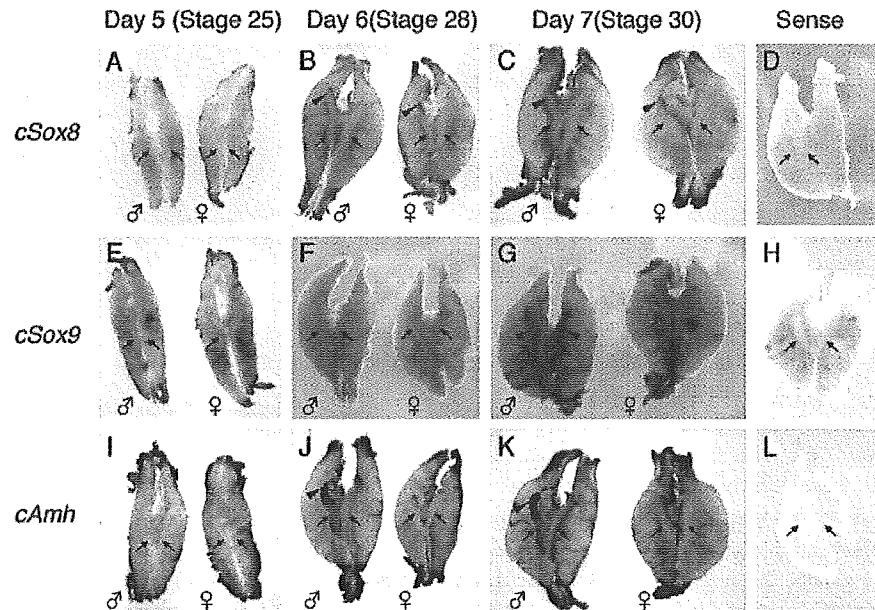 Day 5 (Stage 25) Day 6(Stage 28) Day 7(Stage 30) Sense
A B C D
cSox8
♂ ♀ ♂ ♀ ♂ ♀
E F G H
cSox9
♂ ♀ ♂ ♀ ♂ ♀
I J K L
cAmh
♂ ♀ ♂ ♀ ♂ ♀